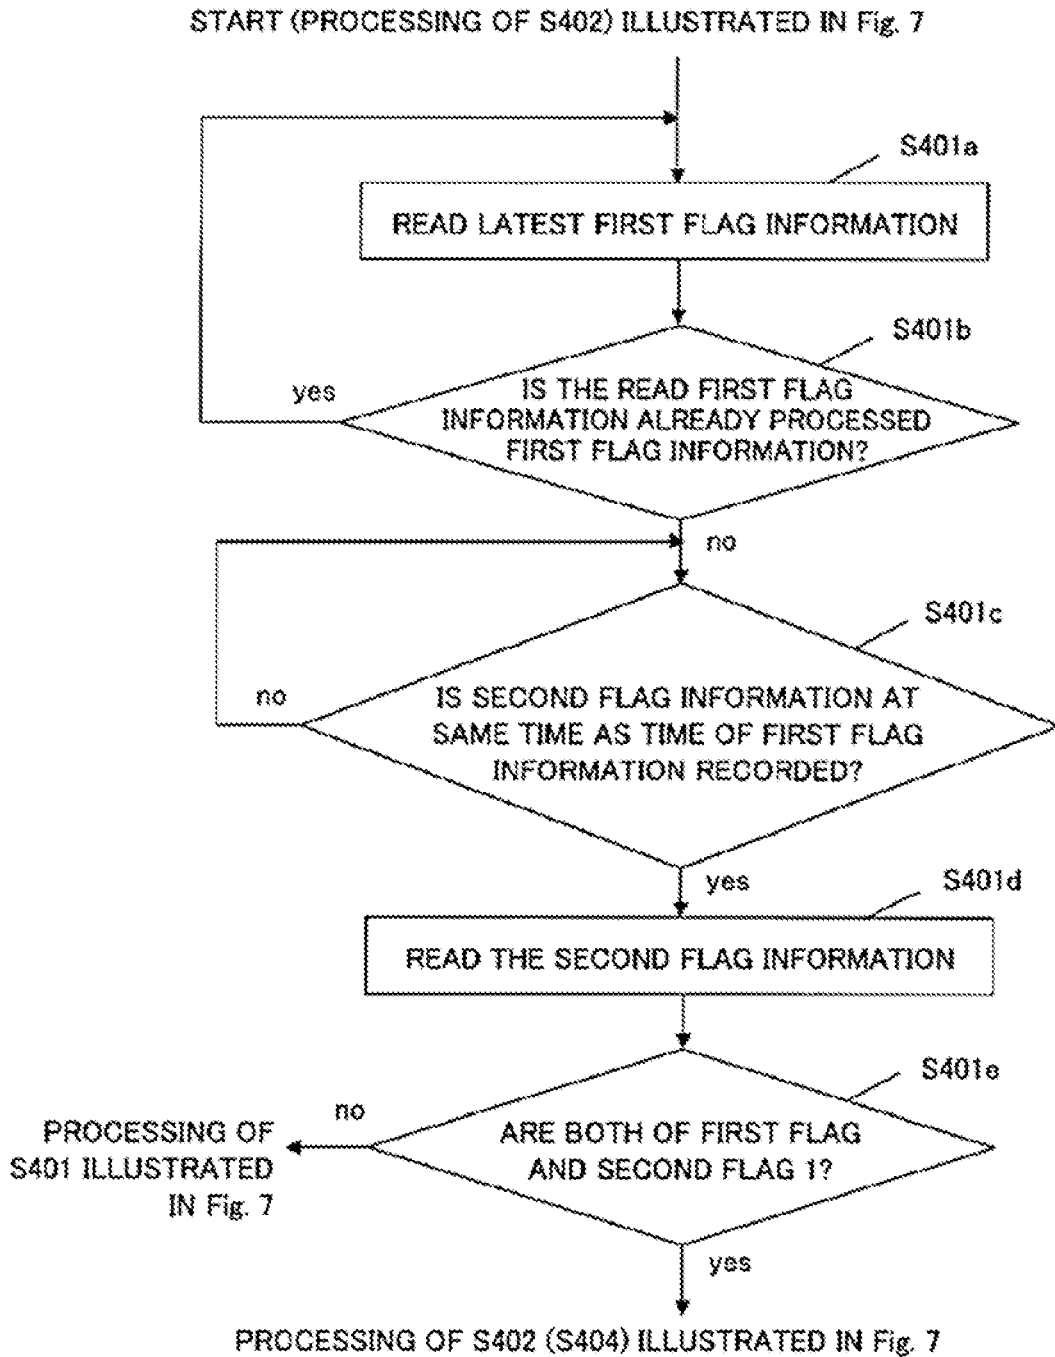 START (PROCESSING OF S402) ILLUSTRATED IN Fig. 7
S401a
READ LATEST FIRST FLAG INFORMATION
S401b
yes
IS THE READ FIRST FLAG
INFORMATION ALREADY PROCESSED
FIRST FLAG INFORMATION?
no
S401c
no
IS SECOND FLAG INFORMATION AT
SAME TIME AS TIME OF FIRST FLAG
INFORMATION RECORDED?
yes
S401d
READ THE SECOND FLAG INFORMATION
S401e
no
ARE BOTH OF FIRST FLAG
AND SECOND FLAG 1?
PROCESSING OF
S401 ILLUSTRATED
IN Fig. 7
yes
PROCESSING OF S402 (S404) ILLUSTRATED IN Fig. 7